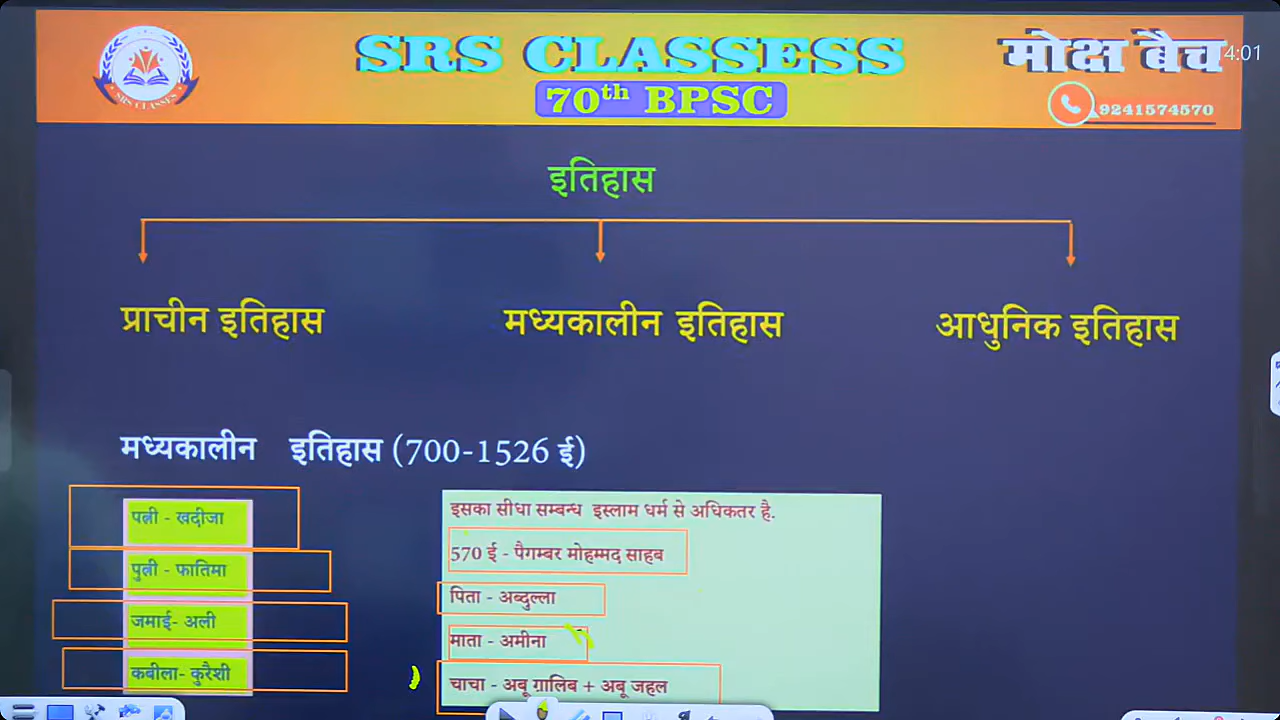 SRS CLASSESS
70th BPSC
मोक्ष बैच
4:01
9241574570
SRS CLASSES
इतिहास
प्राचीन इतिहास
मध्यकालीन इतिहास
आधुनिक इतिहास
मध्यकालीन इतिहास (700-1526 ई)
पत्नी - खदीजा
पुत्री - फातिमा
जमाई- अली
कबीला- कुरैशी
इसका सीधा सम्बन्ध इस्लाम धर्म से अधिकतर है.
570 ई - पैगम्बर मोहम्मद साहब
पिता - अब्दुल्ला
माता - अमीना
चाचा - अबू ग़ालिब + अबू जहल